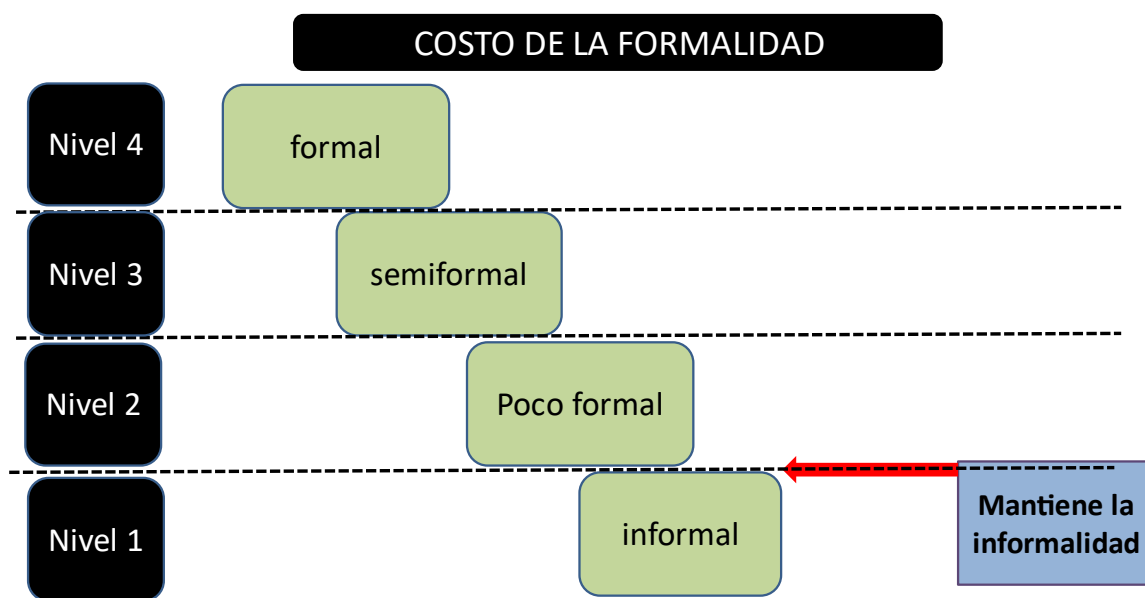 COSTO DE LA FORMALIDAD
Nivel 4
formal
Nivel 3
semiformal
Nivel 2
Poco formal
Nivel 1
informal
Mantiene la
informalidad